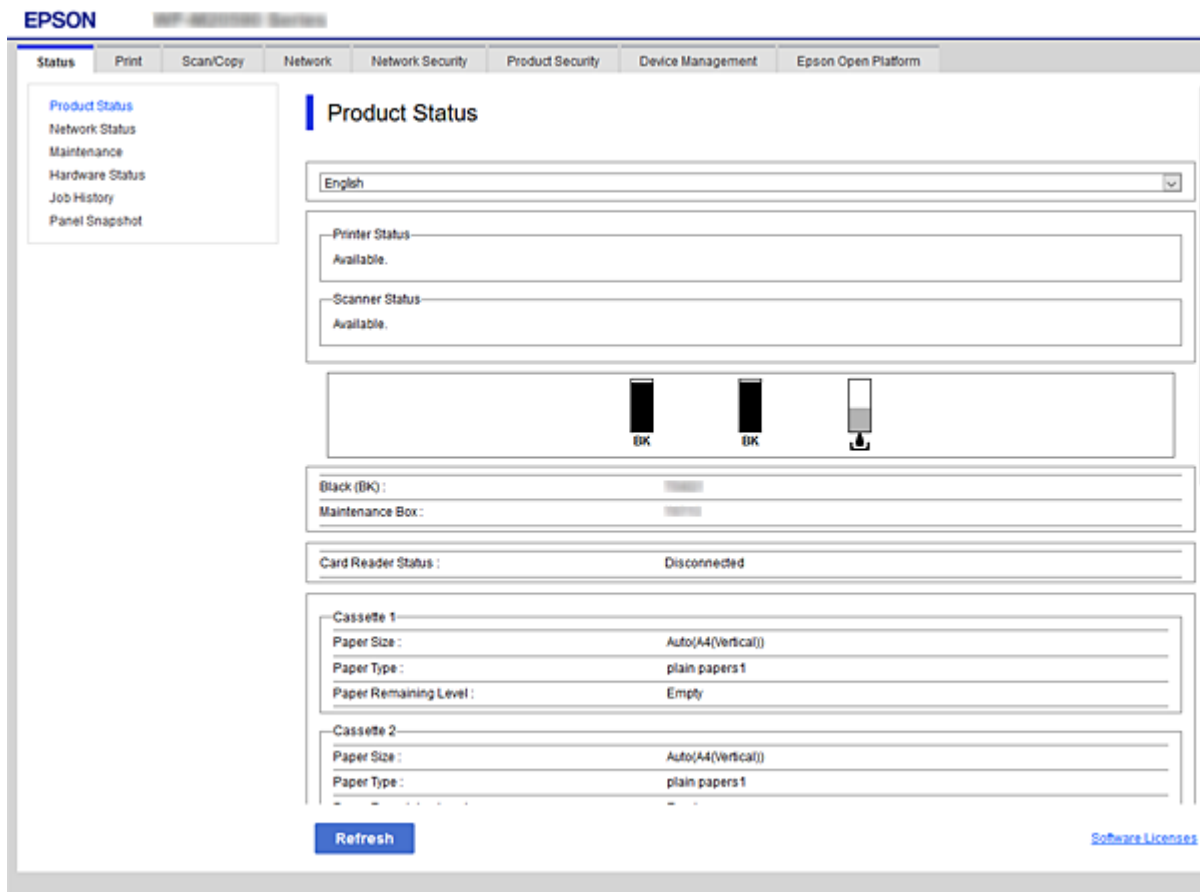 EPSON
Status Print Scan/Copy Network Network Security Product Security Device Management Epson Open Platform
Product Status
Network Status
Maintenance
Hardware Status
Job History
Panel Snapshot
Product Status
English
Printer Status
Available.
Scanner Status
Available.
BK BK
Black (BK) :
Maintenance Box :
Card Reader Status : Disconnected
Cassette 1
Paper Size : Auto(A4(Vertical))
Paper Type : plain papers1
Paper Remaining Level : Empty
Cassette 2
Paper Size : Auto(A4(Vertical))
Paper Type : plain papers1
Refresh
Software Licenses